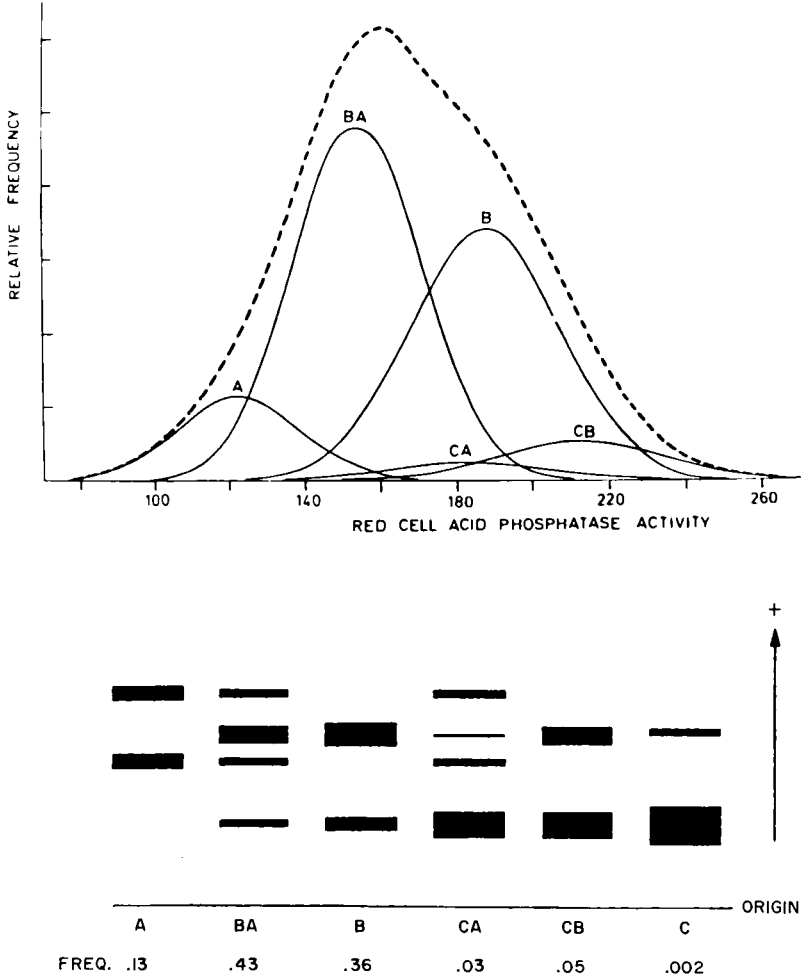 RELATIVE FREQUENCY
BA
B
A
CA
CB
100 140 180 220 260
RED CELL ACID PHOSPHATASE ACTIVITY
+
ORIGIN
A BA B CA CB C
FREQ. .13 .43 .36 .03 .05 .002